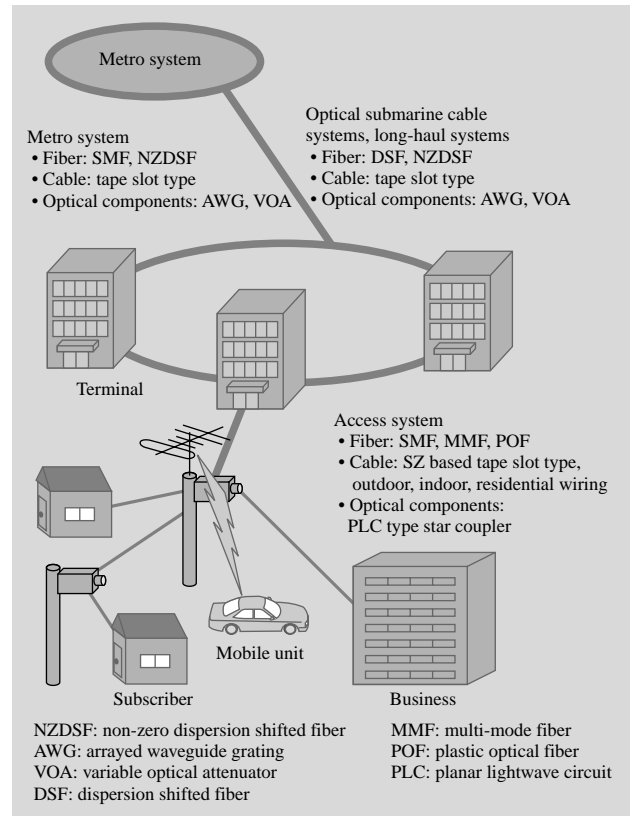 Metro system
Optical submarine cable
systems, long-haul systems
• Fiber: DSF, NZDSF
• Cable: tape slot type
• Optical components: AWG, VOA
Metro system
• Fiber: SMF, NZDSF
• Cable: tape slot type
• Optical components: AWG, VOA
Terminal
Access system
• Fiber: SMF, MMF, POF
• Cable: SZ based tape slot type,
outdoor, indoor, residential wiring
• Optical components:
PLC type star coupler
Mobile unit
Subscriber
Business
NZDSF: non-zero dispersion shifted fiber
AWG: arrayed waveguide grating
VOA: variable optical attenuator
DSF: dispersion shifted fiber
MMF: multi-mode fiber
POF: plastic optical fiber
PLC: planar lightwave circuit